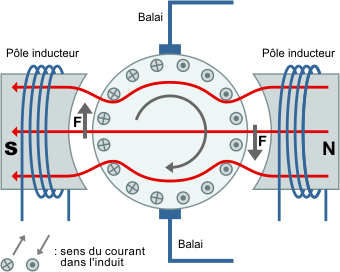 Balai
Pôle inducteur
Pôle inducteur
F
F
S
N
Balai
: sens du courant
dans l'induit